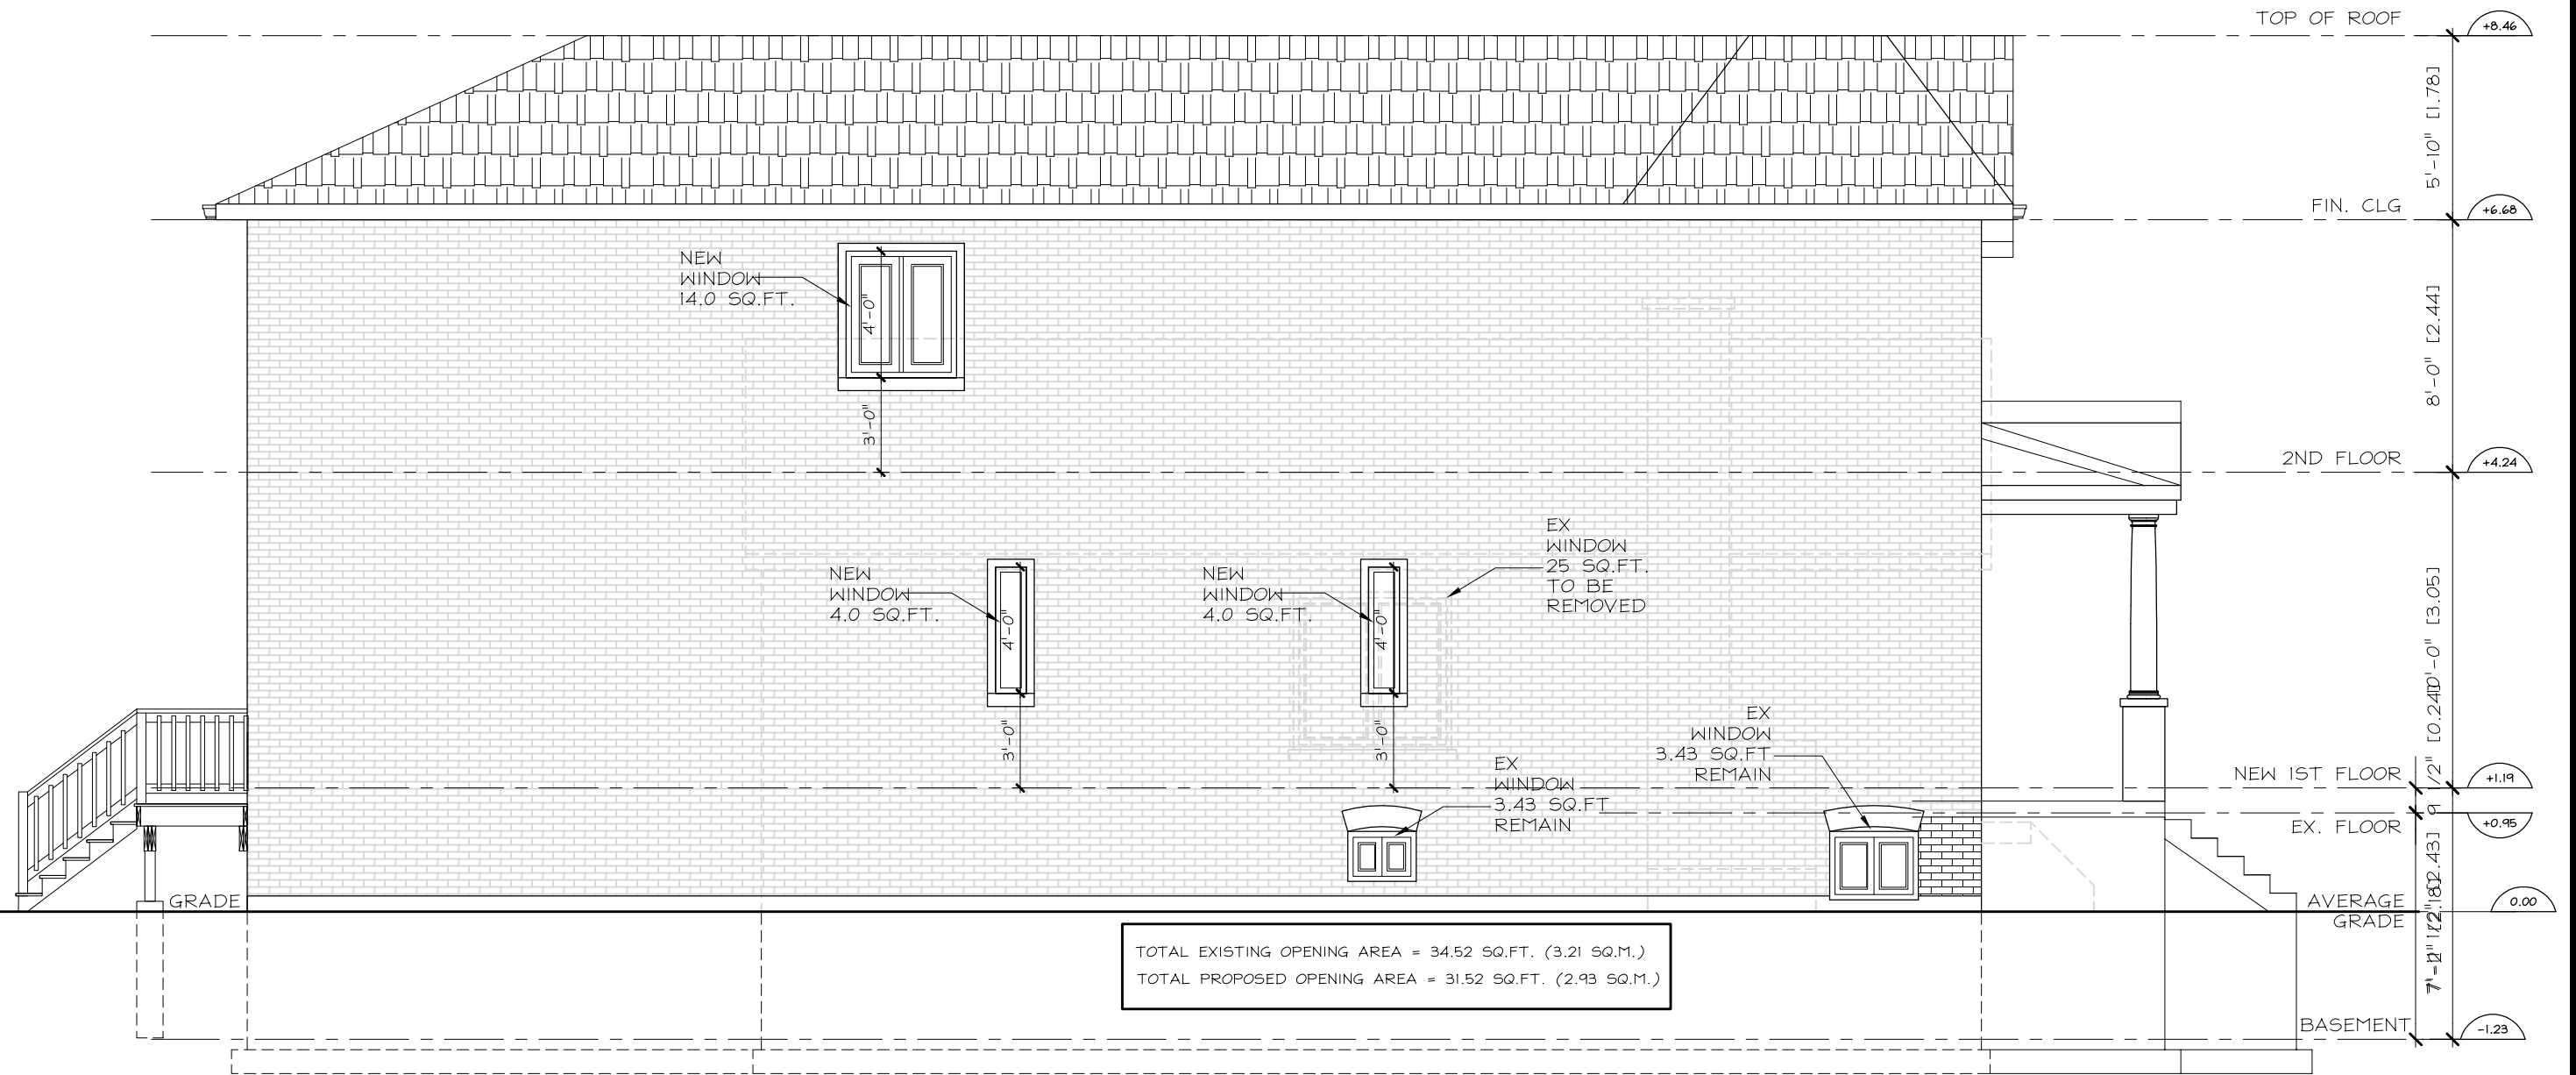 TOP OF ROOF
+8.46
5'-10" [1.78]
FIN. CLG
+6.68
NEW
WINDOW
14.0 SQ.FT.
4'-0"
3'-0"
8'-0" [2.44]
2ND FLOOR
+4.24
EX
WINDOW
25 SQ.FT.
TO BE
REMOVED
NEW
WINDOW
4.0 SQ.FT.
4'-0"
3'-0"
NEW
WINDOW
4.0 SQ.FT.
4'-0"
3'-0"
[3.05]
EX
WINDOW
3.43 SQ.FT
REMAIN
EX
WINDOW
3.43 SQ.FT
REMAIN
NEW 1ST FLOOR
+1.19
9 1/2"
EX. FLOOR
+0.95
GRADE
AVERAGE
GRADE
0.00
TOTAL EXISTING OPENING AREA = 34.52 SQ.FT. (3.21 SQ.M.)
TOTAL PROPOSED OPENING AREA = 31.52 SQ.FT. (2.93 SQ.M.)
BASEMENT
-1.23